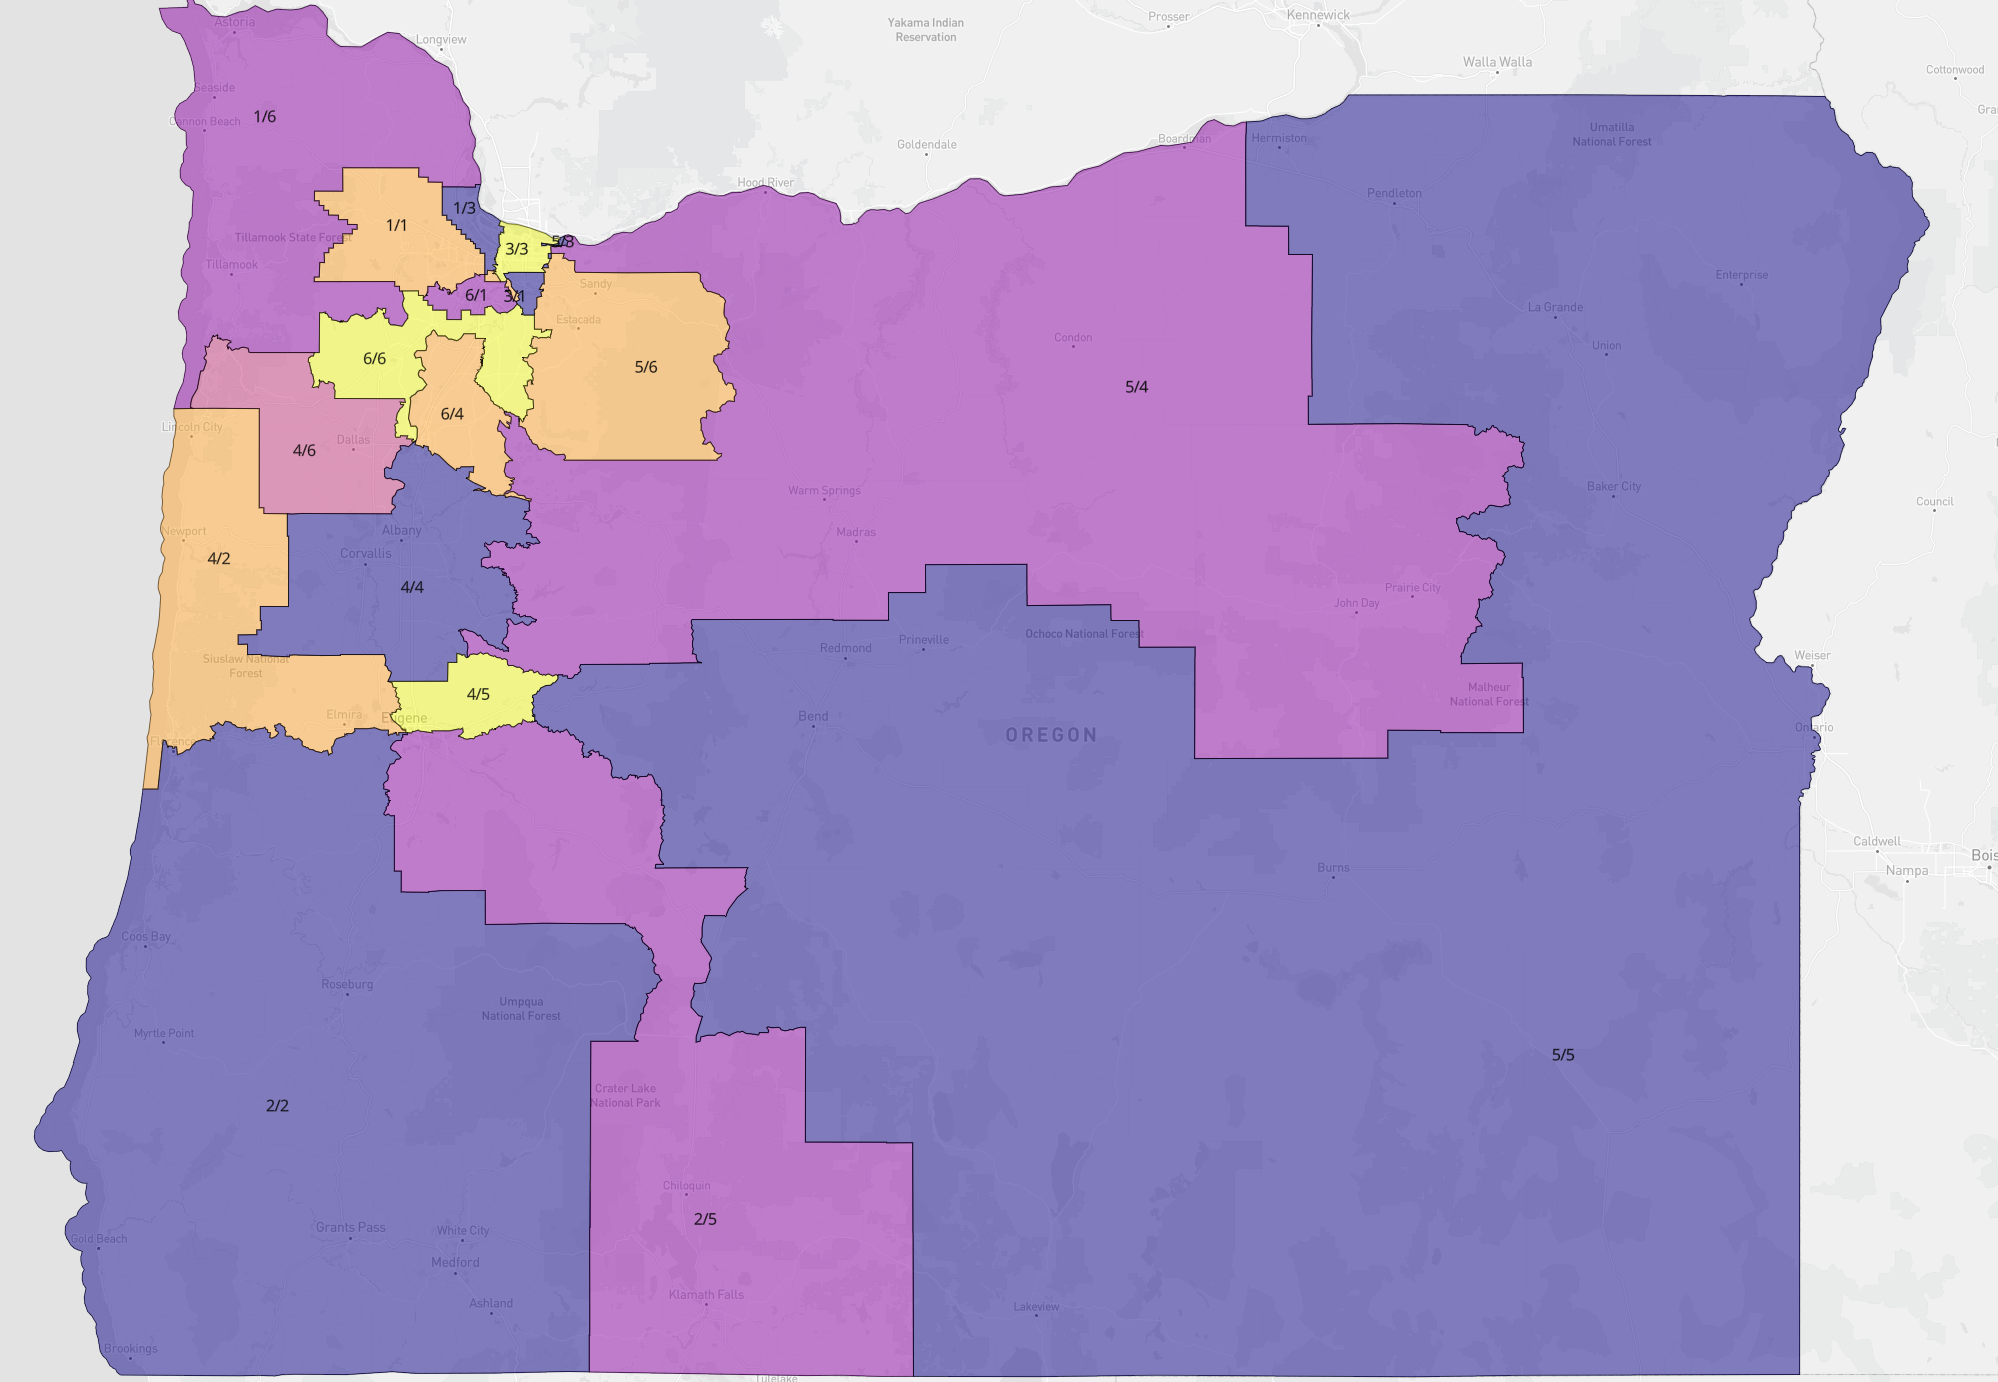 Astoria
Longview
Yakama Indian
Reservation
Prosser
Kennewick
Walla Walla
Cottonwood
Seaside
1/6
Cannon Beach
Goldendale
Boardman
Hermiston
Umatilla
National Forest
Hood River
Pendleton
1/3
1/1
Tillamook State Forest
3/3
Tillamook
Enterprise
6/1
3/1
Sandy
Estacada
La Grande
Condon
Union
6/6
5/6
5/4
6/4
Lincoln City
Dallas
4/6
Warm Springs
Baker City
Council
Newport
Albany
Madras
Corvallis
4/2
4/4
Prairie City
John Day
Prineville
Redmond
Ochoco National Forest
Siuslaw National
Forest
Weiser
4/5
Malheur
National Forest
Elmira
Eugene
Bend
OREGON
Ontario
Florence
Caldwell
Nampa
Burns
Coos Bay
Roseburg
Umpqua
National Forest
Myrtle Point
5/5
Crater Lake
National Park
2/2
Chiloquin
2/5
Grants Pass
White City
Gold Beach
Medford
Klamath Falls
Ashland
Lakeview
Brookings
Tulelake